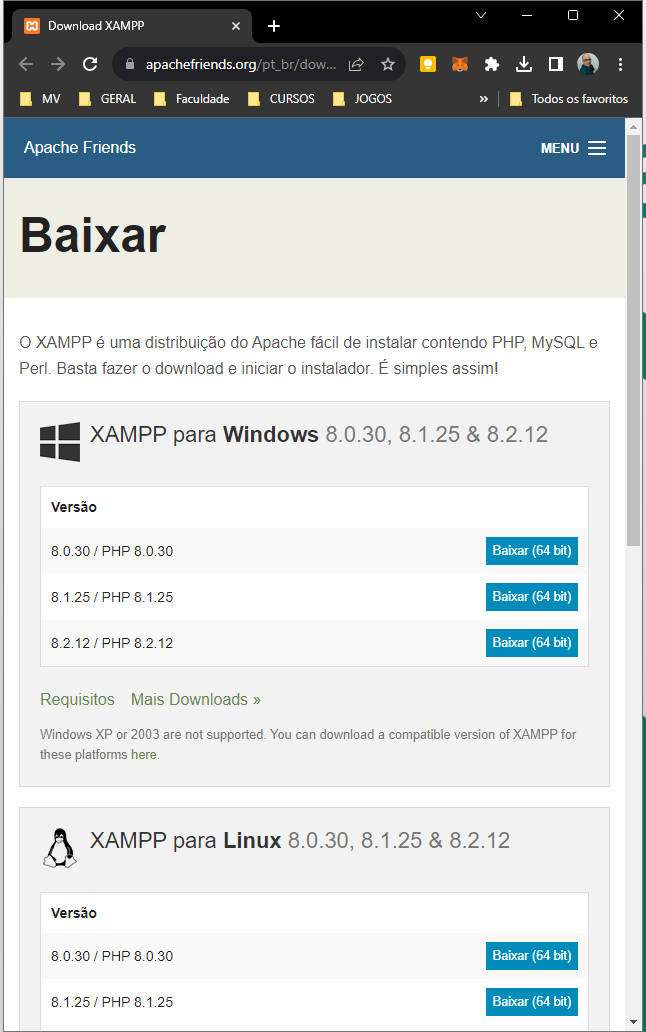 Download XAMPP
apachefriends.org/pt_br/dow...
MV GERAL Faculdade CURSOS JOGOS » Todos os favoritos
Apache Friends MENU
Baixar
O XAMPP é uma distribuição do Apache fácil de instalar contendo PHP, MySQL e
Perl. Basta fazer o download e iniciar o instalador. É simples assim!
XAMPP para Windows 8.0.30, 8.1.25 & 8.2.12
Versão
8.0.30 / PHP 8.0.30 Baixar (64 bit)
8.1.25 / PHP 8.1.25 Baixar (64 bit)
8.2.12 / PHP 8.2.12 Baixar (64 bit)
Requisitos Mais Downloads »
Windows XP or 2003 are not supported. You can download a compatible version of XAMPP for
these platforms here.
XAMPP para Linux 8.0.30, 8.1.25 & 8.2.12
Versão
8.0.30 / PHP 8.0.30 Baixar (64 bit)
8.1.25 / PHP 8.1.25 Baixar (64 bit)